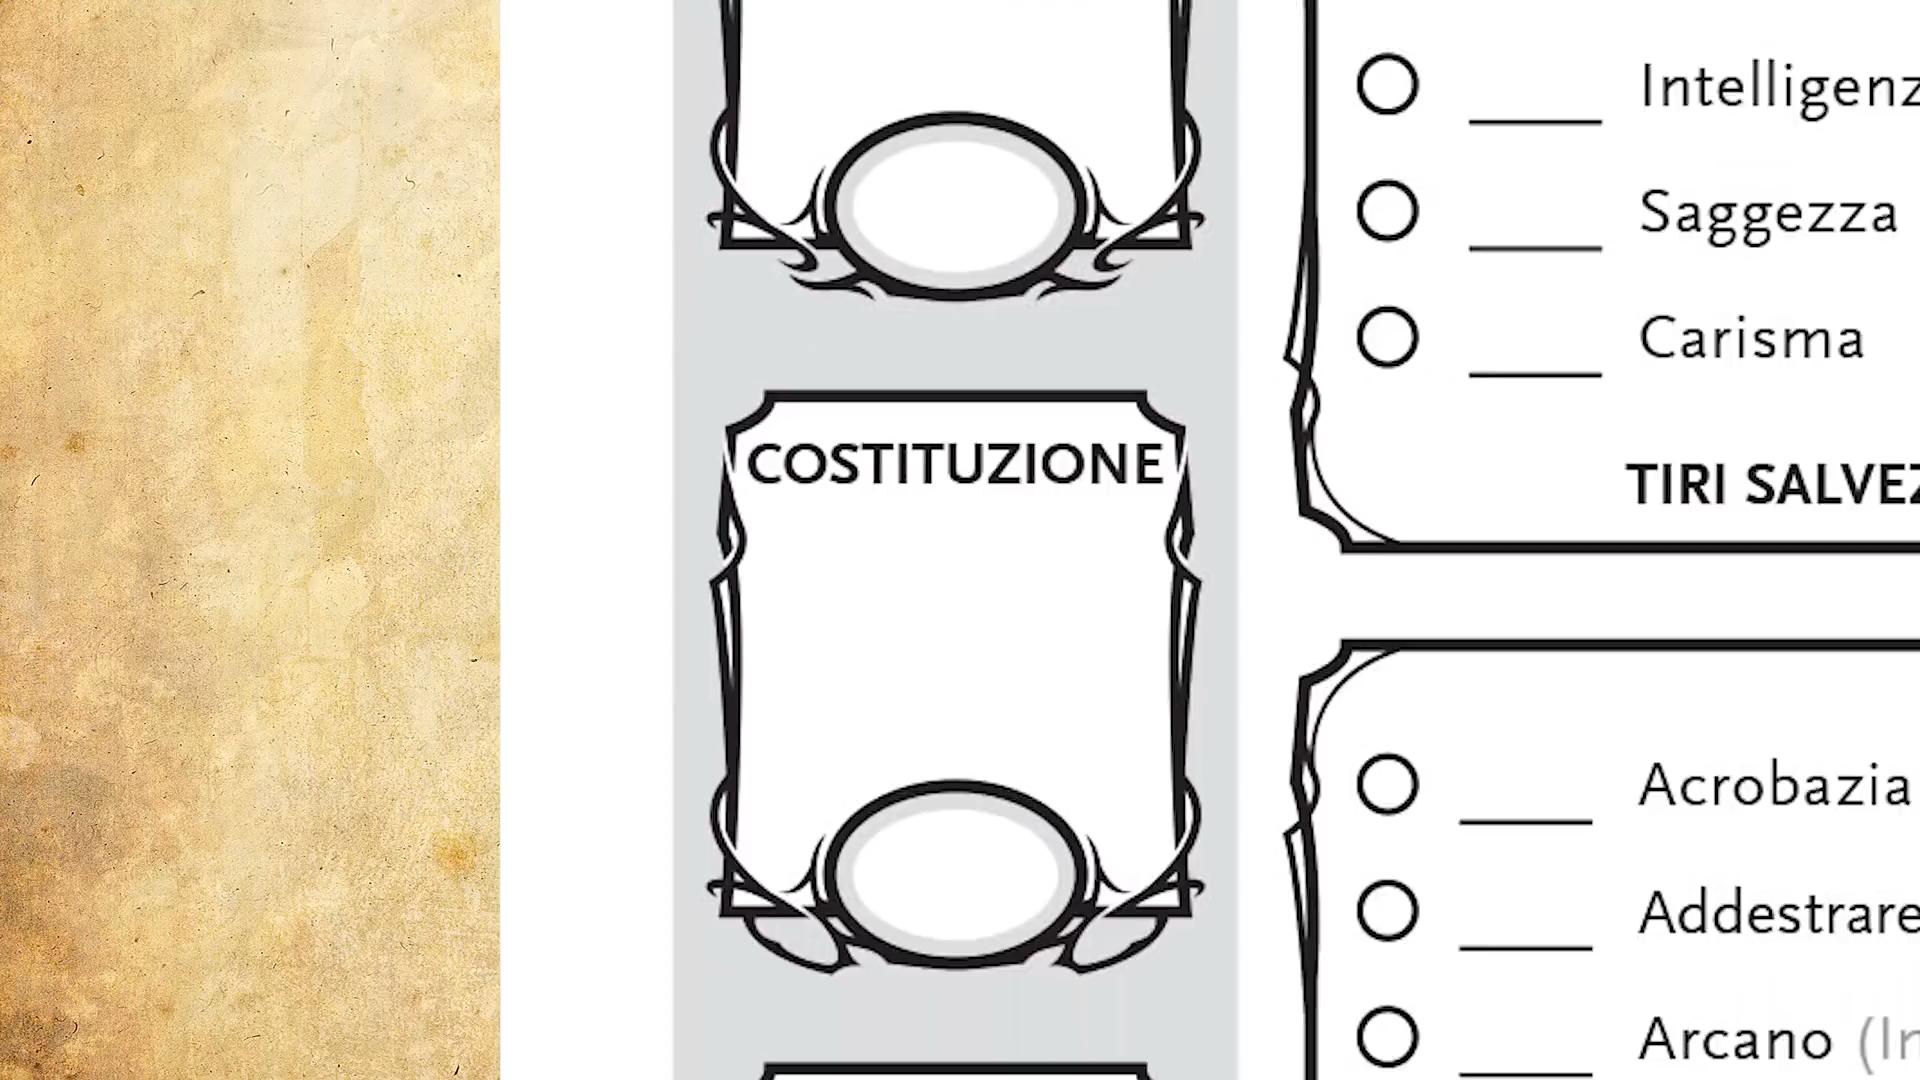 COSTITUZIONE
Intelligenz
Saggezza
Carisma
TIRI SALVEZ
Acrobazia
Addestrare
Arcano (In